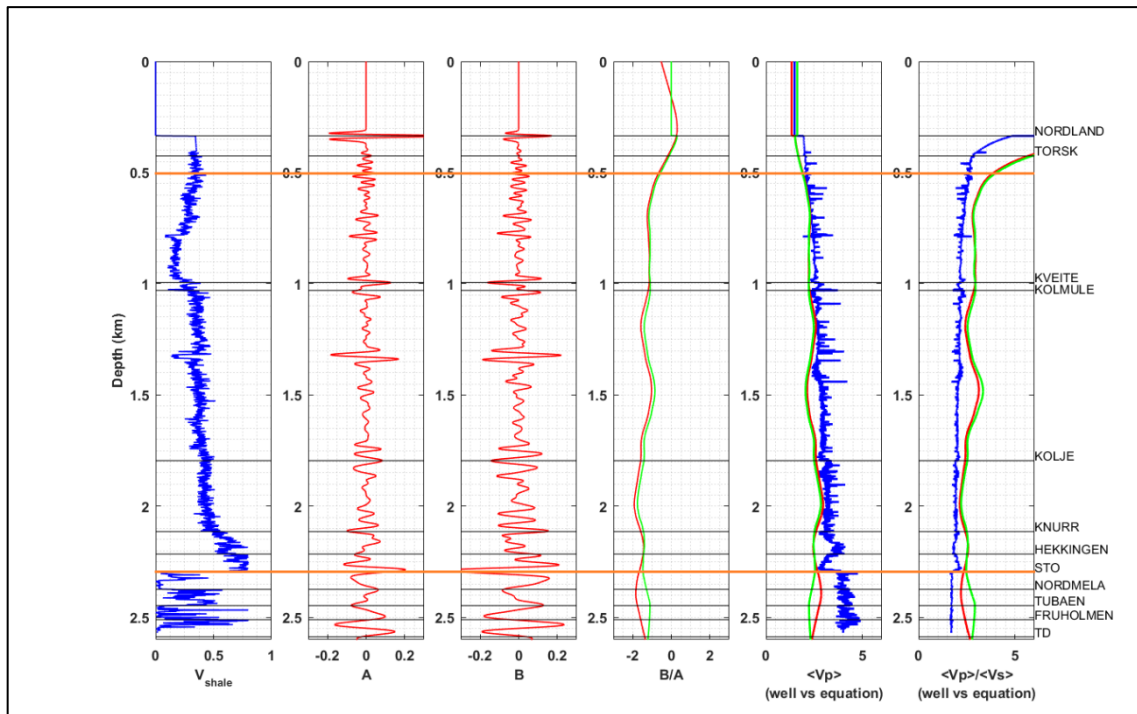 0 0 0 0 0 0
0.5 0.5 0.5 0.5 0.5
1 1 1 1 1 1
1.5 1.5 1.5 1.5 1.5 1.5
2 2 2 2 2 2
2.5 2.5 2.5 2.5 2.5 2.5
Depth (km)
NORDLAND
TORSK
KVEITE
KOLMULE
KOLJE
KNURR
HEKKINGEN
STO
NORDMELA
TUBAEN
FRUHOLMEN
TD
0 0.5 1 -0.2 0 0.2 -0.2 0 0.2 -2 0 2 0 5 0 5
Vshale A B B/A <Vp> <Vp>/<Vs>
(well vs equation) (well vs equation)